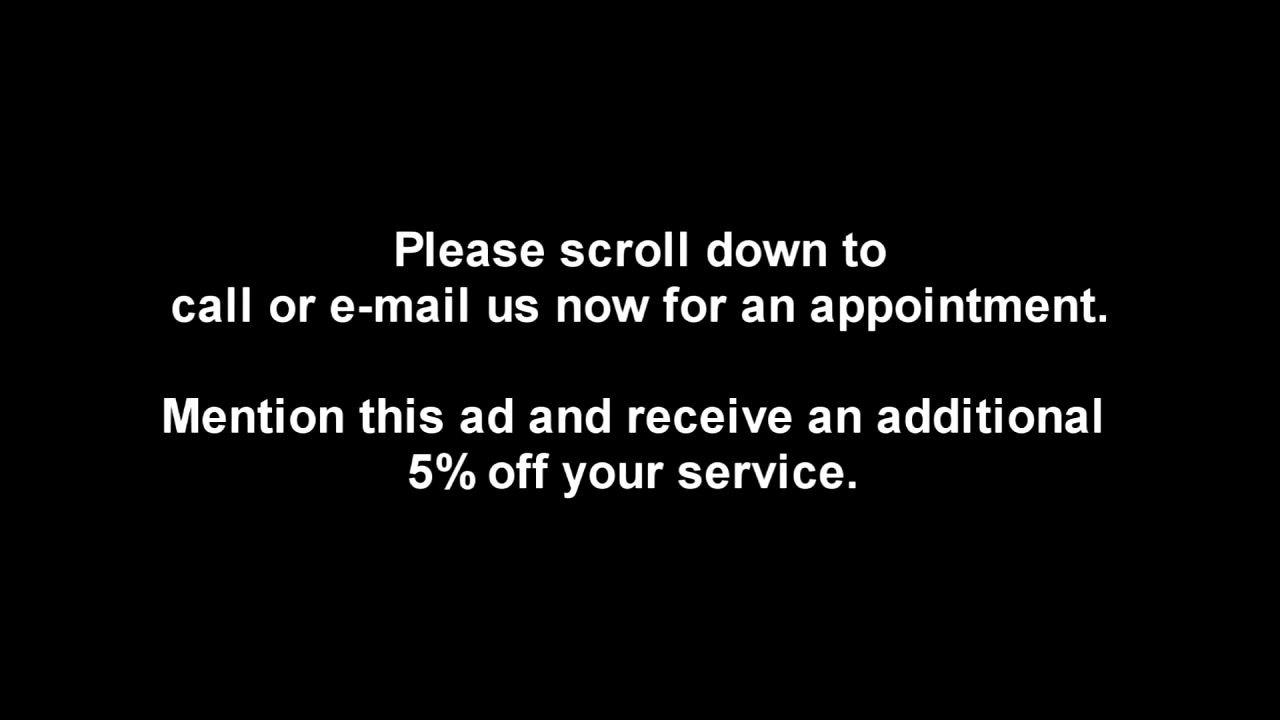 Please scroll down to
call or e-mail us now for an appointment.
Mention this ad and receive an additional
5% off your service.